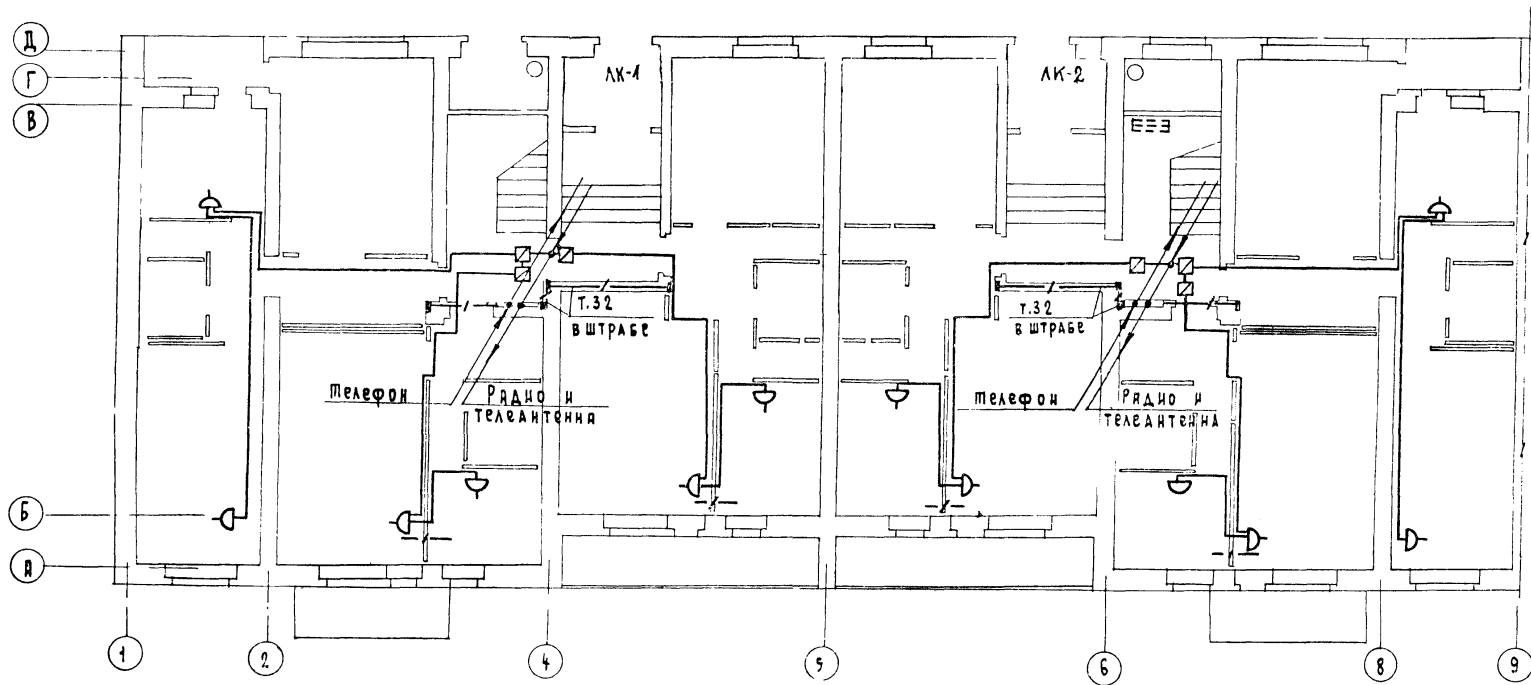 Д
Г
В
ЛК-1
ЛК-2
Т.32
в штрабе
Т.32
в штрабе
Телефон
Радио и
телеантенна
Телефон
Радио и
телеантенна
Б
А
1
2
4
5
6
8
9